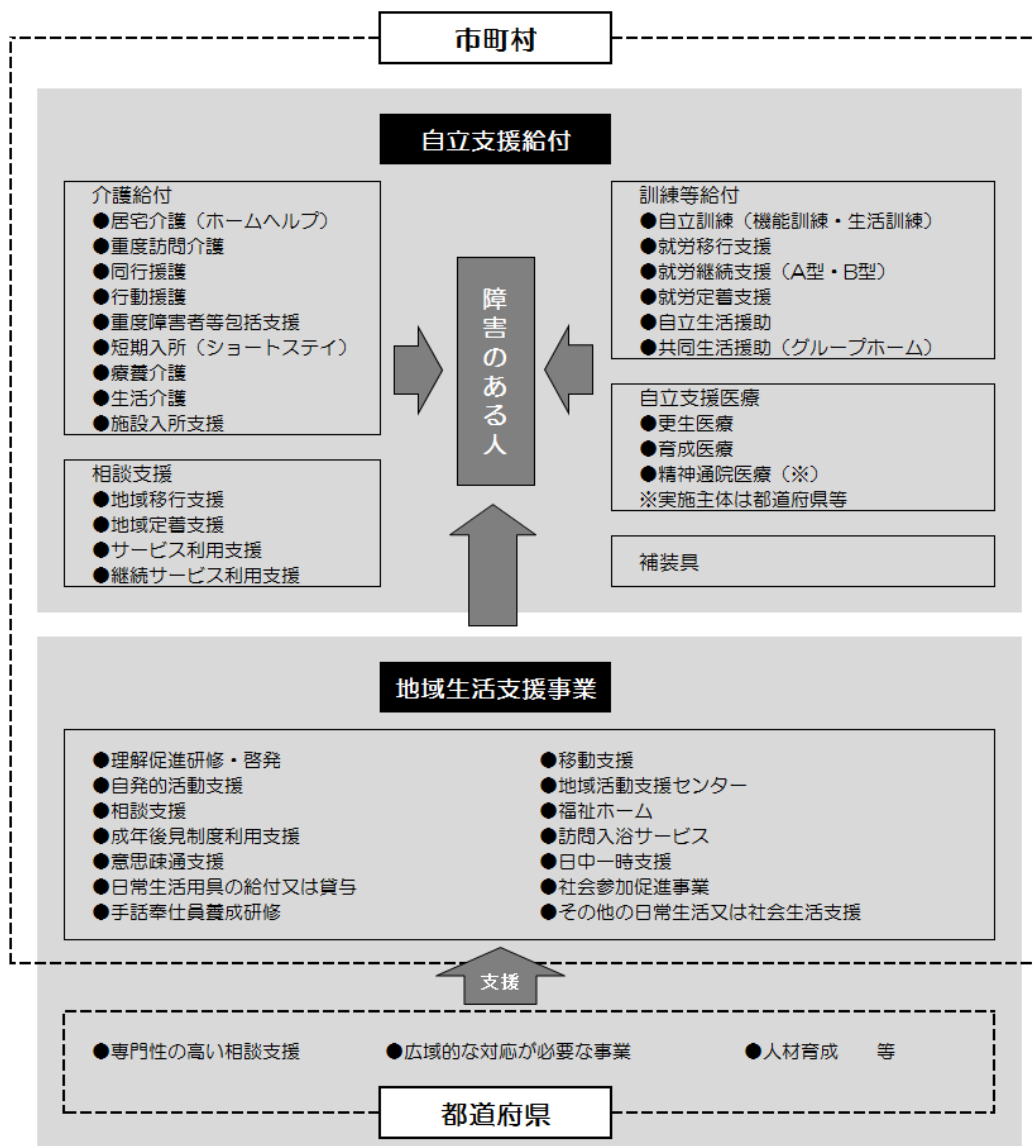 市町村
自立支援給付
介護給付
●居宅介護（ホームヘルプ）
●重度訪問介護
●同行援護
●行動援護
●重度障害者等包括支援
●短期入所（ショートステイ）
●療養介護
●生活介護
●施設入所支援
相談支援
●地域移行支援
●地域定着支援
●サービス利用支援
●継続サービス利用支援
障害のある人
訓練等給付
●自立訓練（機能訓練・生活訓練）
●就労移行支援
●就労継続支援（A型・B型）
●就労定着支援
●自立生活援助
●共同生活援助（グループホーム）
自立支援医療
●更生医療
●育成医療
●精神通院医療（※）
※実施主体は都道府県等
補装具
地域生活支援事業
●理解促進研修・啓発
●自発的活動支援
●相談支援
●成年後見制度利用支援
●意思疎通支援
●日常生活用具の給付又は貸与
●手話奉仕員養成研修
●移動支援
●地域活動支援センター
●福祉ホーム
●訪問入浴サービス
●日中一時支援
●社会参加促進事業
●その他の日常生活又は社会生活支援
支援
●専門性の高い相談支援　●広域的な対応が必要な事業　●人材育成　等
都道府県